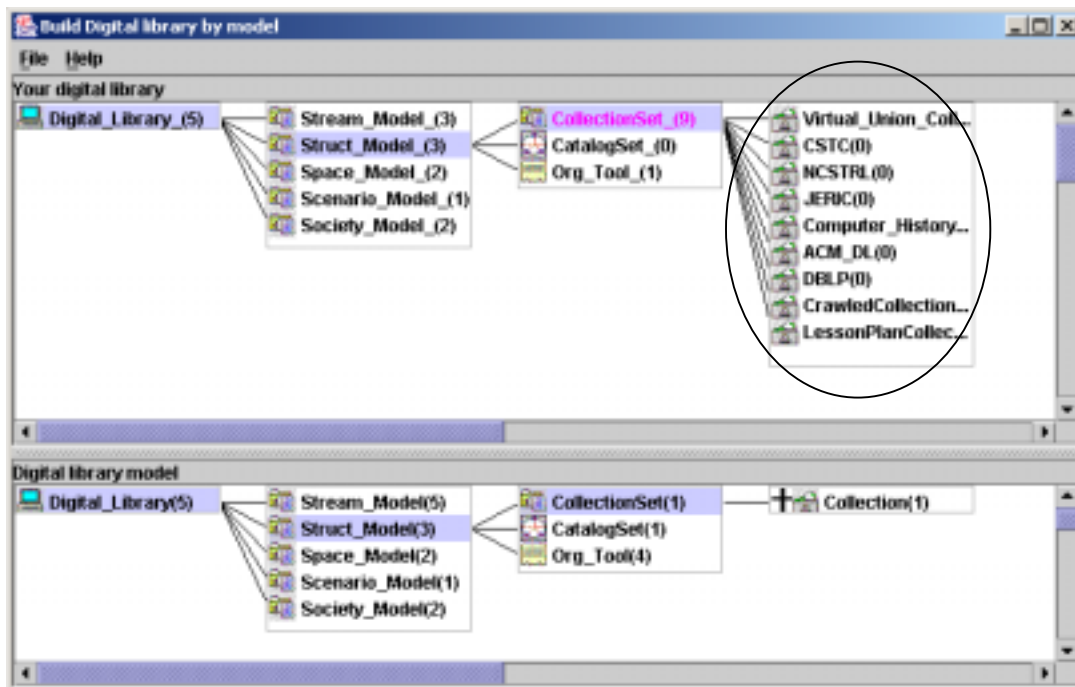 Build Digital library by model
File Help
Your digital library
Digital_Library_(5)
Stream_Model_(3)
Struct_Model_(3)
Space_Model_(2)
Scenario_Model_(1)
Society_Model_(2)
CollectionSet_(9)
CatalogSet_(0)
Org_Tool_(1)
Virtual_Union_Coll...
CSTC(0)
NCSTRL(0)
JERIC(0)
Computer_History...
ACM_DL(0)
DBLP(0)
CrawledCollection...
LessonPlanCollec...
Digital library model
Digital_Library(5)
Stream_Model(5)
Struct_Model(3)
Space_Model(2)
Scenario_Model(1)
Society_Model(2)
CollectionSet(1)
CatalogSet(1)
Org_Tool(4)
Collection(1)